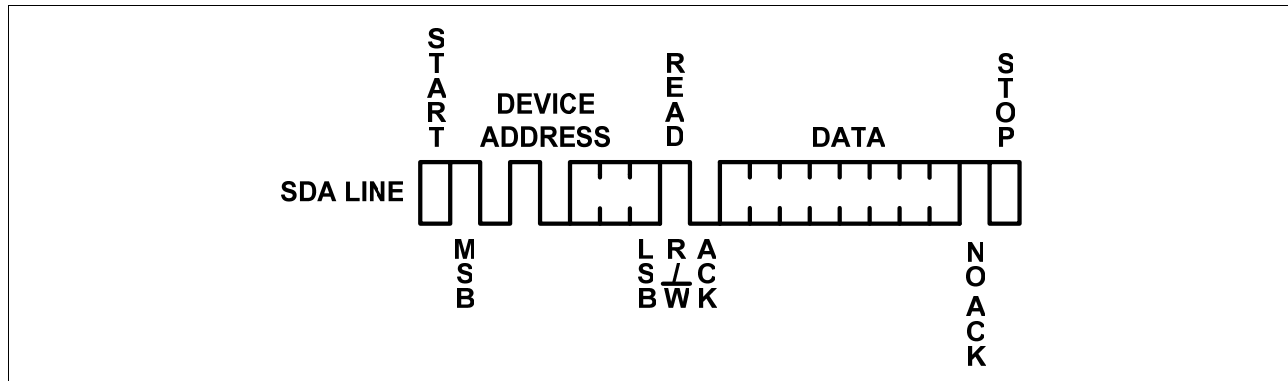 START
DEVICE
ADDRESS
READ
DATA
STOP
SDA LINE
MSB
LSB
R/W
ACK
NO ACK